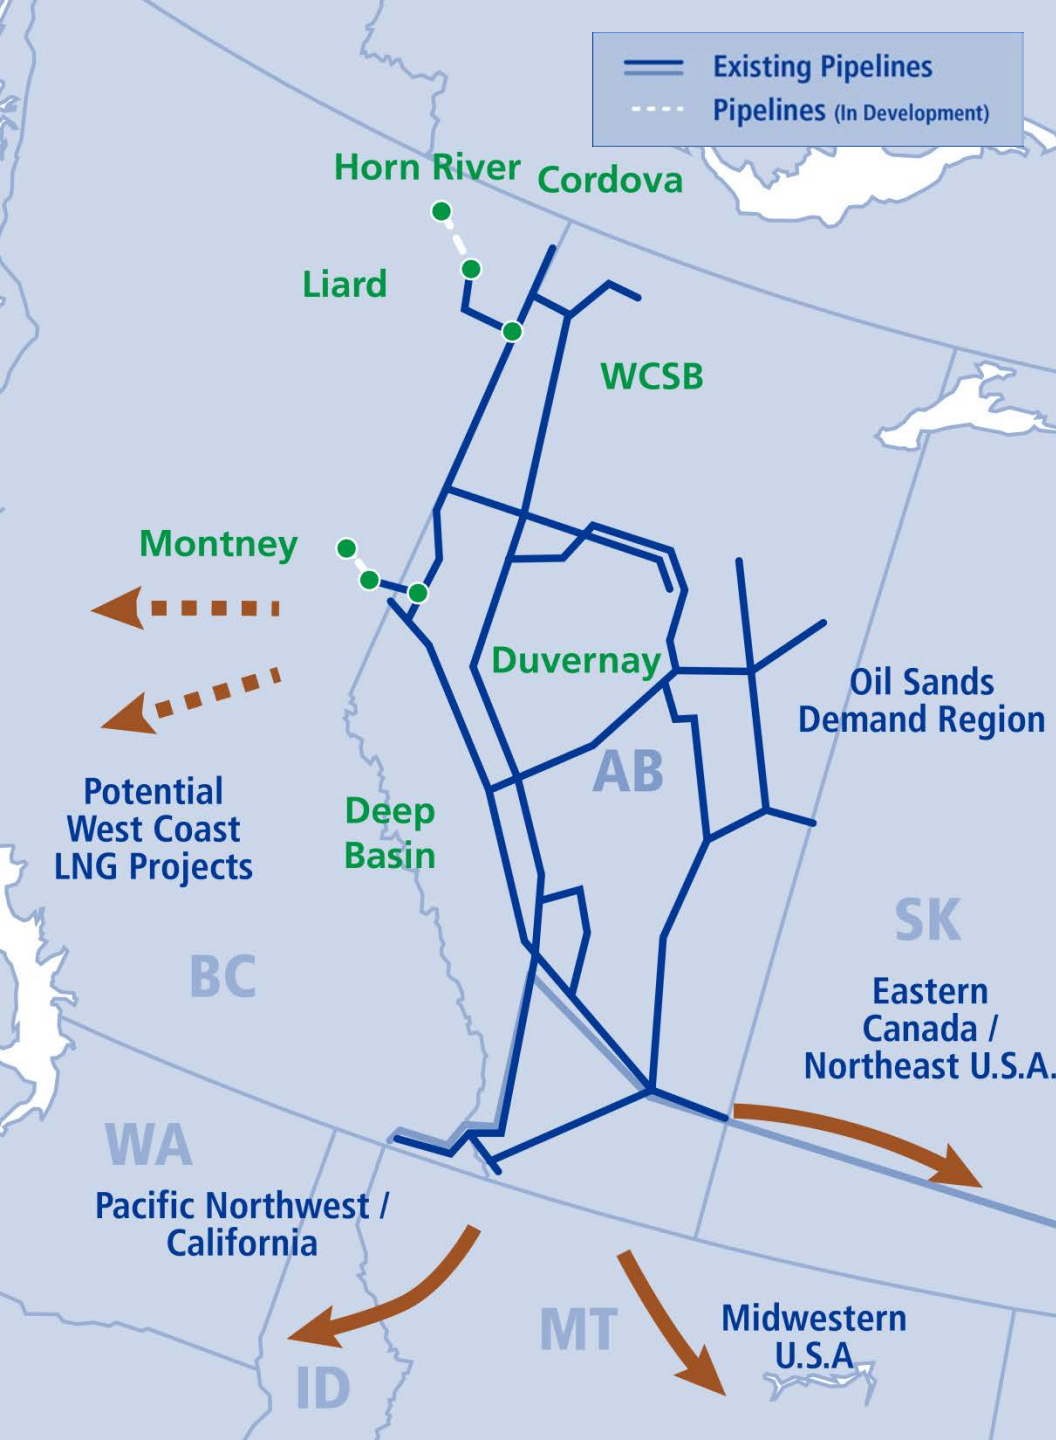 Existing Pipelines
Pipelines (In Development)
Horn River
Cordova
Liard
WCSB
Montney
Duvernay
Oil Sands
Demand Region
AB
Potential
West Coast
LNG Projects
Deep
Basin
SK
BC
Eastern
Canada /
Northeast U.S.A.
WA
Pacific Northwest /
California
MT
Midwestern
U.S.A
ID